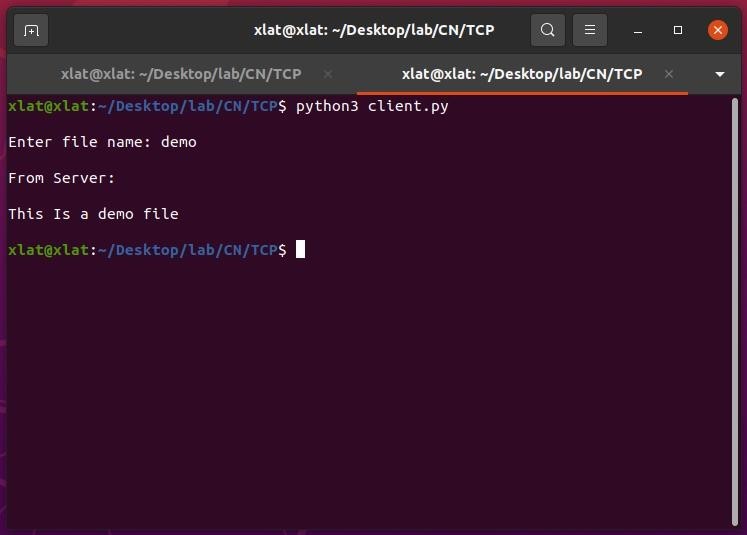 xlat@xlat: ~/Desktop/lab/CN/TCP
xlat@xlat: ~/Desktop/lab/CN/TCP × xlat@xlat: ~/Desktop/lab/CN/TCP ×
xlat@xlat:~/Desktop/lab/CN/TCP$ python3 client.py
Enter file name: demo
From Server:
This Is a demo file
xlat@xlat:~/Desktop/lab/CN/TCP$